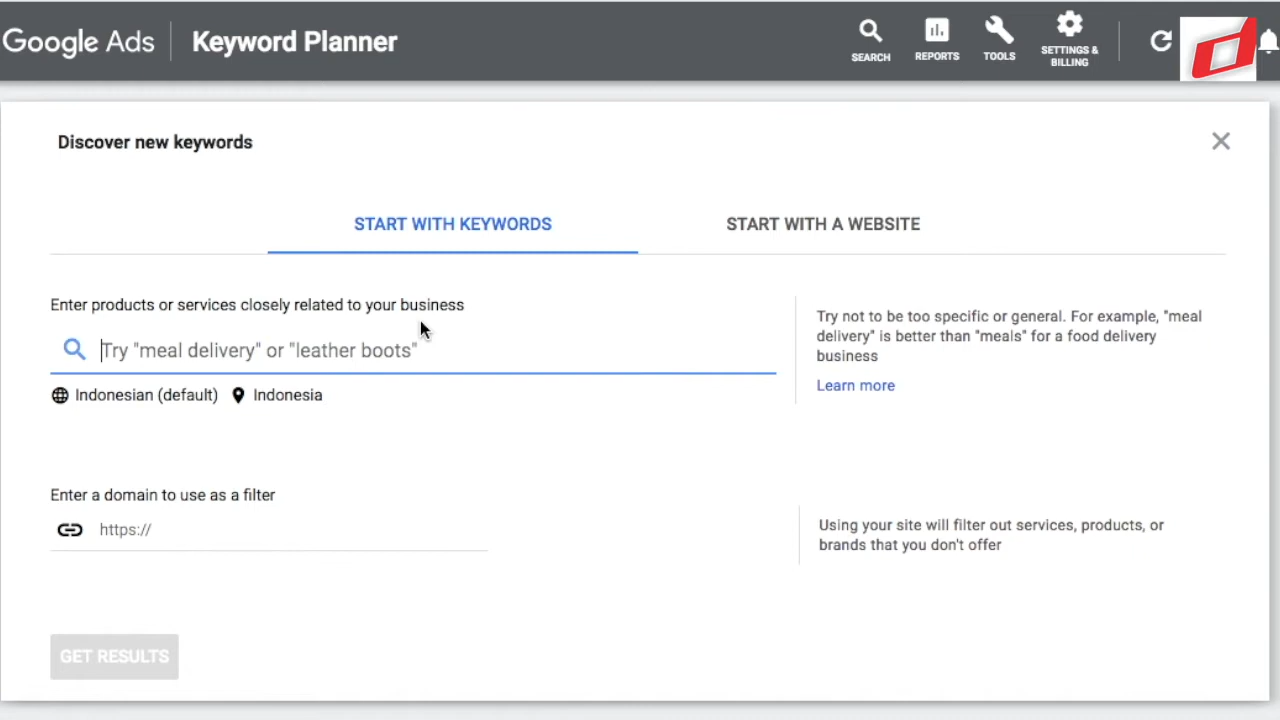 Google Ads
Keyword Planner
SEARCH
REPORTS
TOOLS
SETTINGS &
BILLING
Discover new keywords
START WITH KEYWORDS
START WITH A WEBSITE
Enter products or services closely related to your business
Try "meal delivery" or "leather boots"
Indonesian (default)
Indonesia
Try not to be too specific or general. For example, "meal
delivery" is better than "meals" for a food delivery
business
Learn more
Enter a domain to use as a filter
https://
Using your site will filter out services, products, or
brands that you don't offer
GET RESULTS